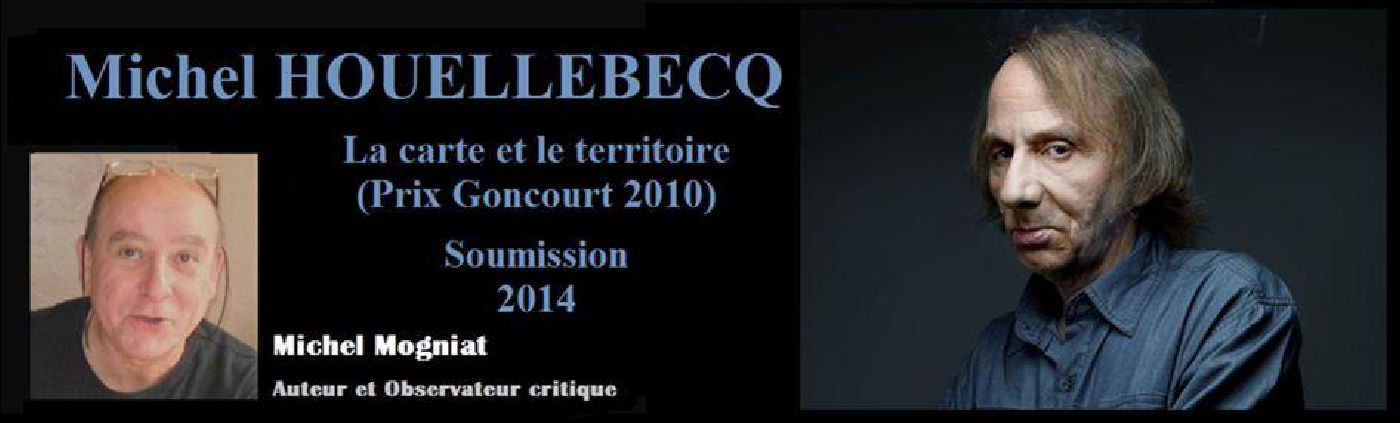 Michel HOUELLEBECQ
La carte et le territoire
(Prix Goncourt 2010)
Soumission
2014
Michel Mogniat
Auteur et Observateur critique